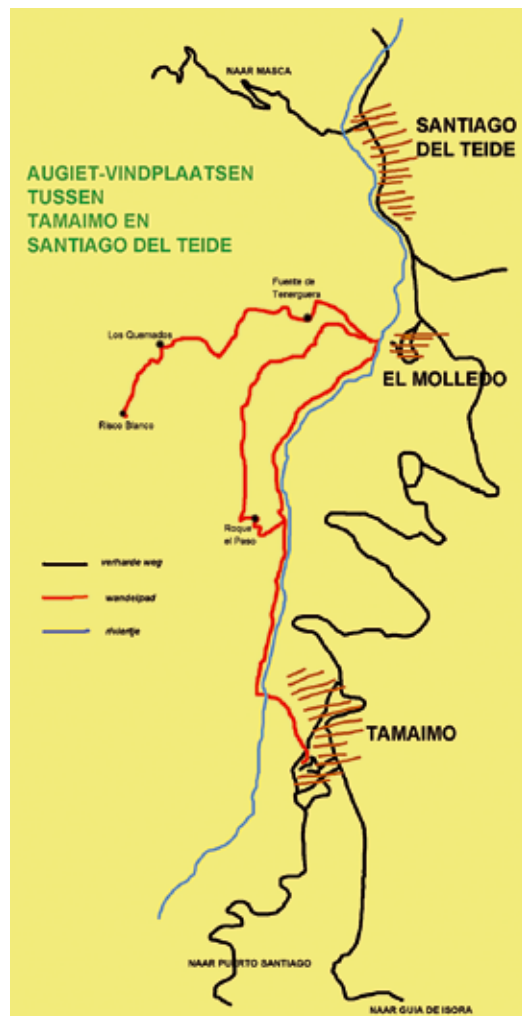 NAAR MASCA
SANTIAGO
DEL TEIDE
AUGIET-VINDPLAATSEN
TUSSEN
TAMAIMO EN
SANTIAGO DEL TEIDE
Fuente de
Tenerguera
Los Quemados
EL MOLLEDO
Risco Blanco
Roque
el Paso
verharde weg
wandelpad
riviertje
TAMAIMO
NAAR PUERTO SANTIAGO
NAAR GUIA DE ISORA